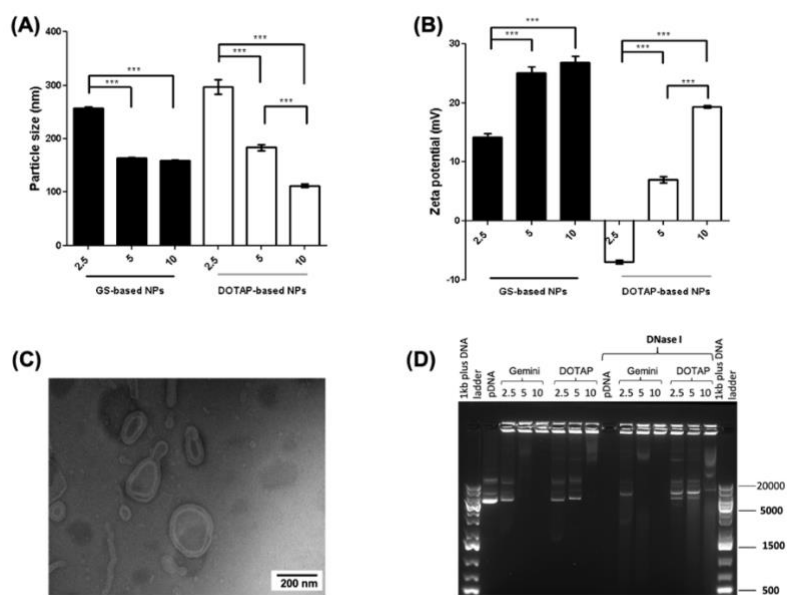 (A)
***
***
***
***
***
Particle size (nm)
400
300
200
100
0
2.5
5
10
2.5
5
10
GS-based NPs
DOTAP-based NPs
(B)
***
***
***
***
***
Zeta potential (mV)
30
20
10
0
-10
2.5
5
10
2.5
5
10
GS-based NPs
DOTAP-based NPs
(C)
200 nm
(D)
DNase I
1kb plus DNA
ladder
pDNA
Gemini
DOTAP
2.5 5 10
2.5 5 10
pDNA
Gemini
DOTAP
2.5 5 10
2.5 5 10
1kb plus DNA
ladder
20000
5000
1500
500